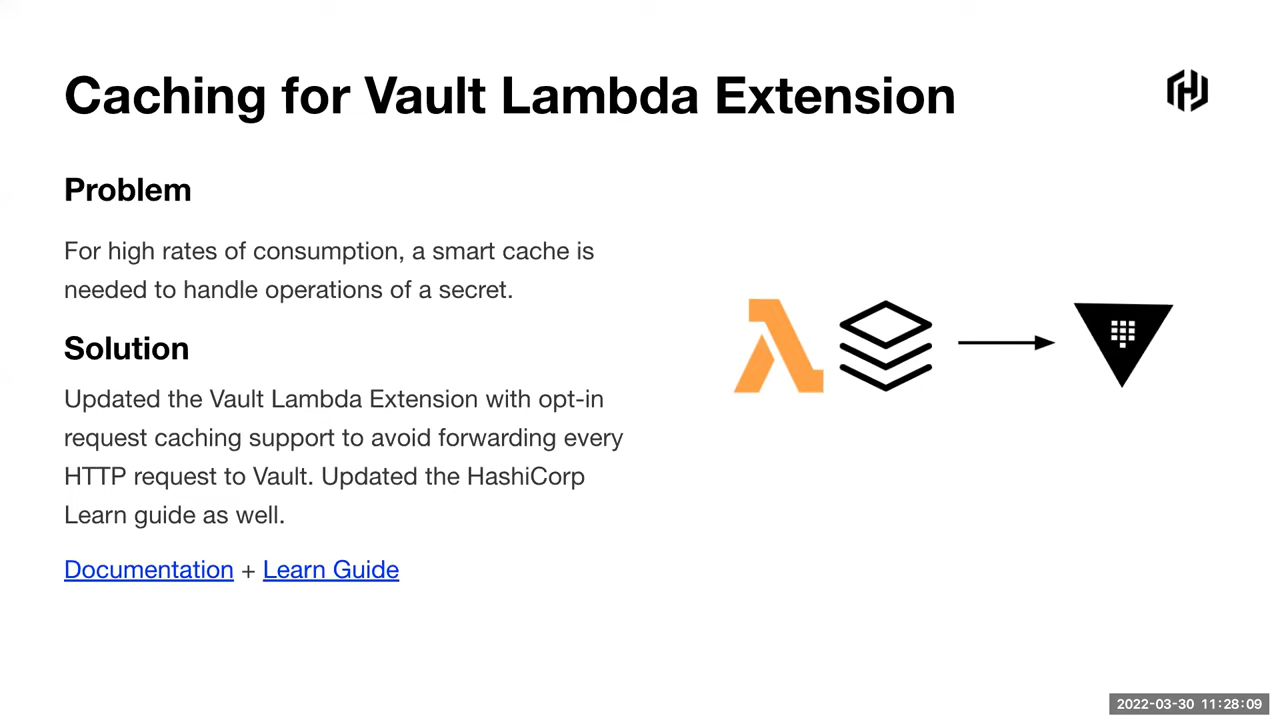 Caching for Vault Lambda Extension
Problem
For high rates of consumption, a smart cache is
needed to handle operations of a secret.
Solution
Updated the Vault Lambda Extension with opt-in
request caching support to avoid forwarding every
HTTP request to Vault. Updated the HashiCorp
Learn guide as well.
Documentation + Learn Guide
2022-03-30 11:28:09